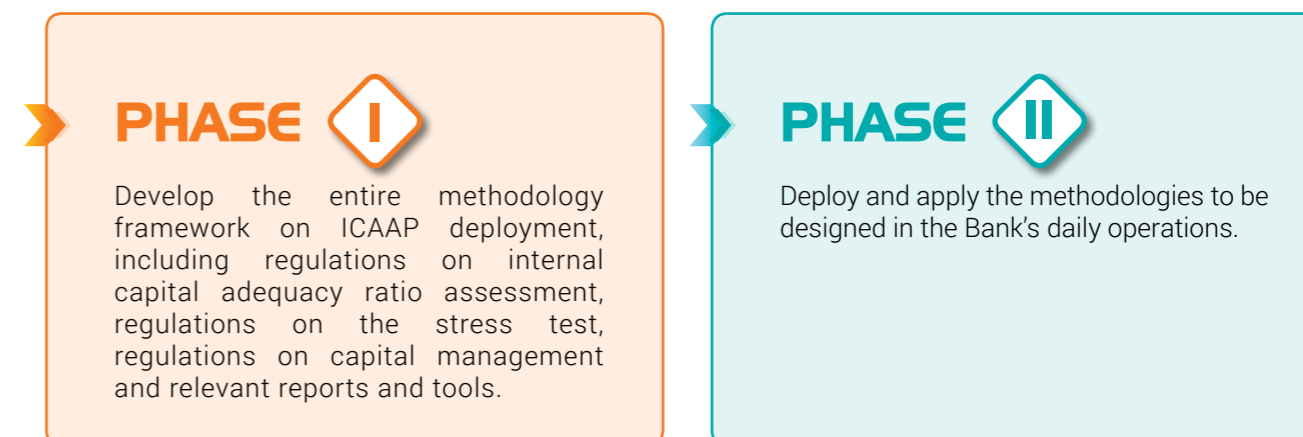 PHASE I
Develop the entire methodology
framework on ICAAP deployment,
including regulations on internal
capital adequacy ratio assessment,
regulations on the stress test,
regulations on capital management
and relevant reports and tools.
PHASE II
Deploy and apply the methodologies to be
designed in the Bank’s daily operations.